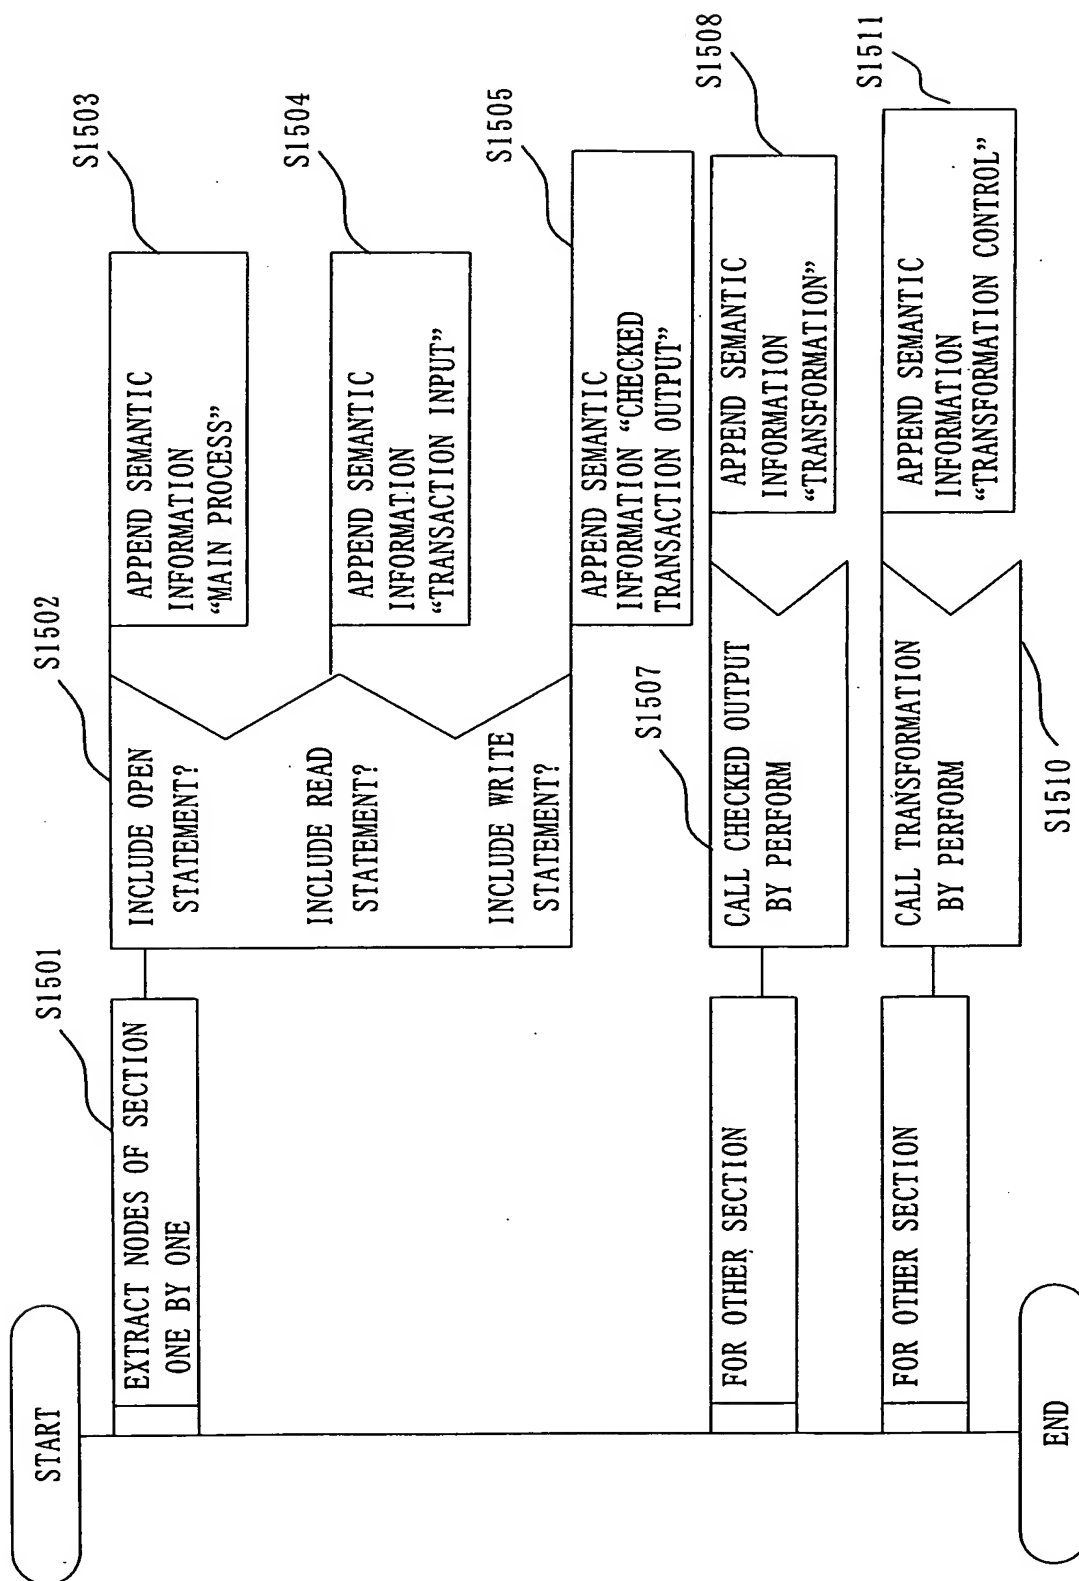 START
S1501
EXTRACT NODES OF SECTION
ONE BY ONE
S1502
INCLUDE OPEN
STATEMENT?
S1503
APPEND SEMANTIC
INFORMATION
“MAIN PROCESS”
INCLUDE READ
STATEMENT?
S1504
APPEND SEMANTIC
INFORMATION
“TRANSACTION INPUT”
INCLUDE WRITE
STATEMENT?
S1505
APPEND SEMANTIC
INFORMATION “CHECKED
TRANSACTION OUTPUT”
FOR OTHER SECTION
S1507
CALL CHECKED OUTPUT
BY PERFORM
S1508
APPEND SEMANTIC
INFORMATION
“TRANSFORMATION”
FOR OTHER SECTION
CALL TRANSFORMATION
BY PERFORM
S1510
S1511
APPEND SEMANTIC
INFORMATION
“TRANSFORMATION CONTROL”
END